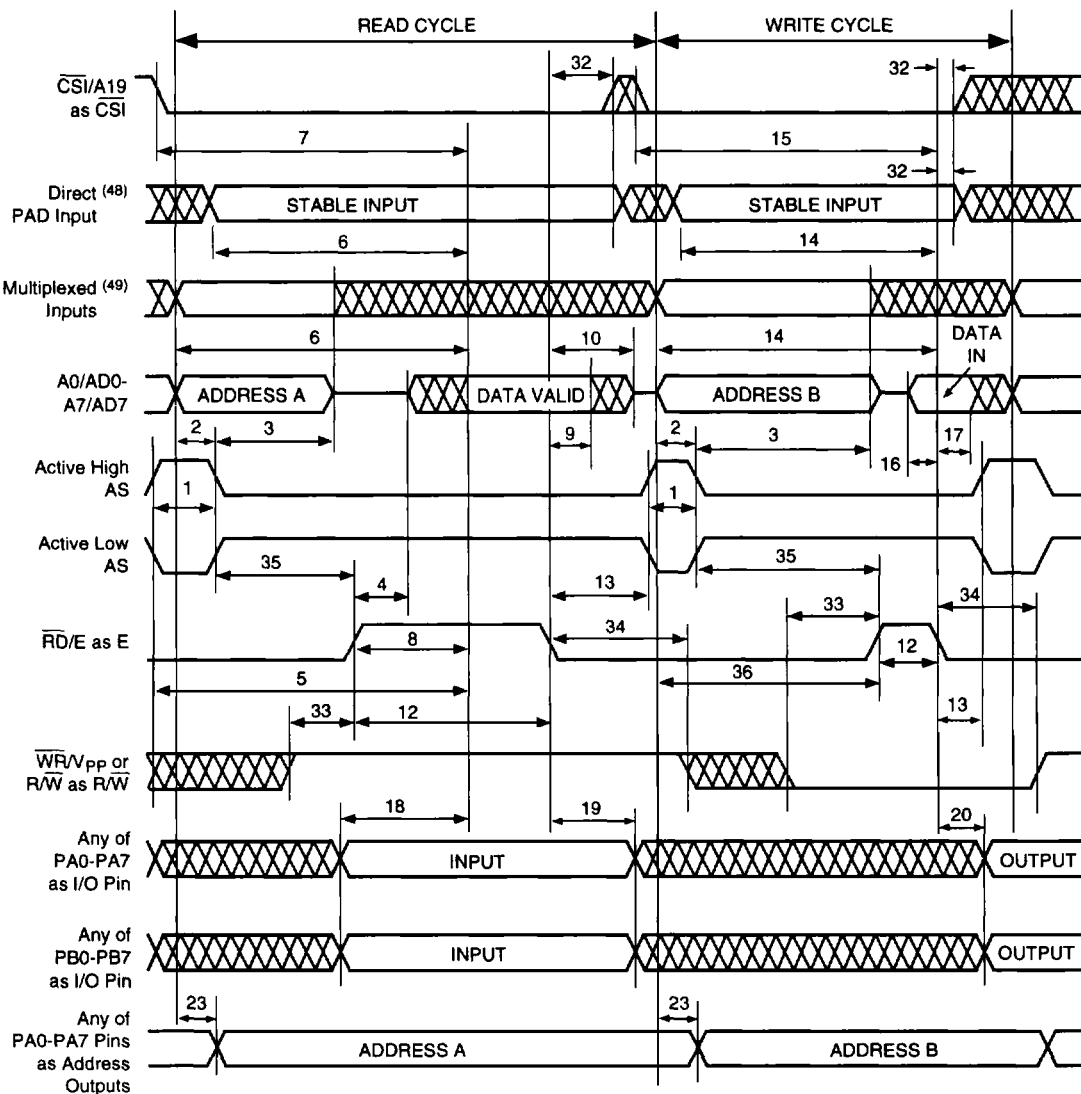 READ CYCLE WRITE CYCLE
32 32
CSI/A19
as CSI
7 15
32
Direct (48)
PAD Input
STABLE INPUT STABLE INPUT
6 14
Multiplexed (49)
Inputs
6 10 14 DATA
IN
A0/AD0-
A7/AD7
ADDRESS A DATA VALID ADDRESS B
2 3 9 2 3 16 17
Active High
AS
1 1
Active Low
AS
35 4 13 35 34
33
RD/E as E
8 34 12
5 36
33 12 13
WR/VPP or
R/W as R/W
18 19 20
Any of
PA0-PA7
as I/O Pin
INPUT OUTPUT
Any of
PB0-PB7
as I/O Pin
INPUT OUTPUT
23 23
Any of
PA0-PA7 Pins
as Address
Outputs
ADDRESS A ADDRESS B